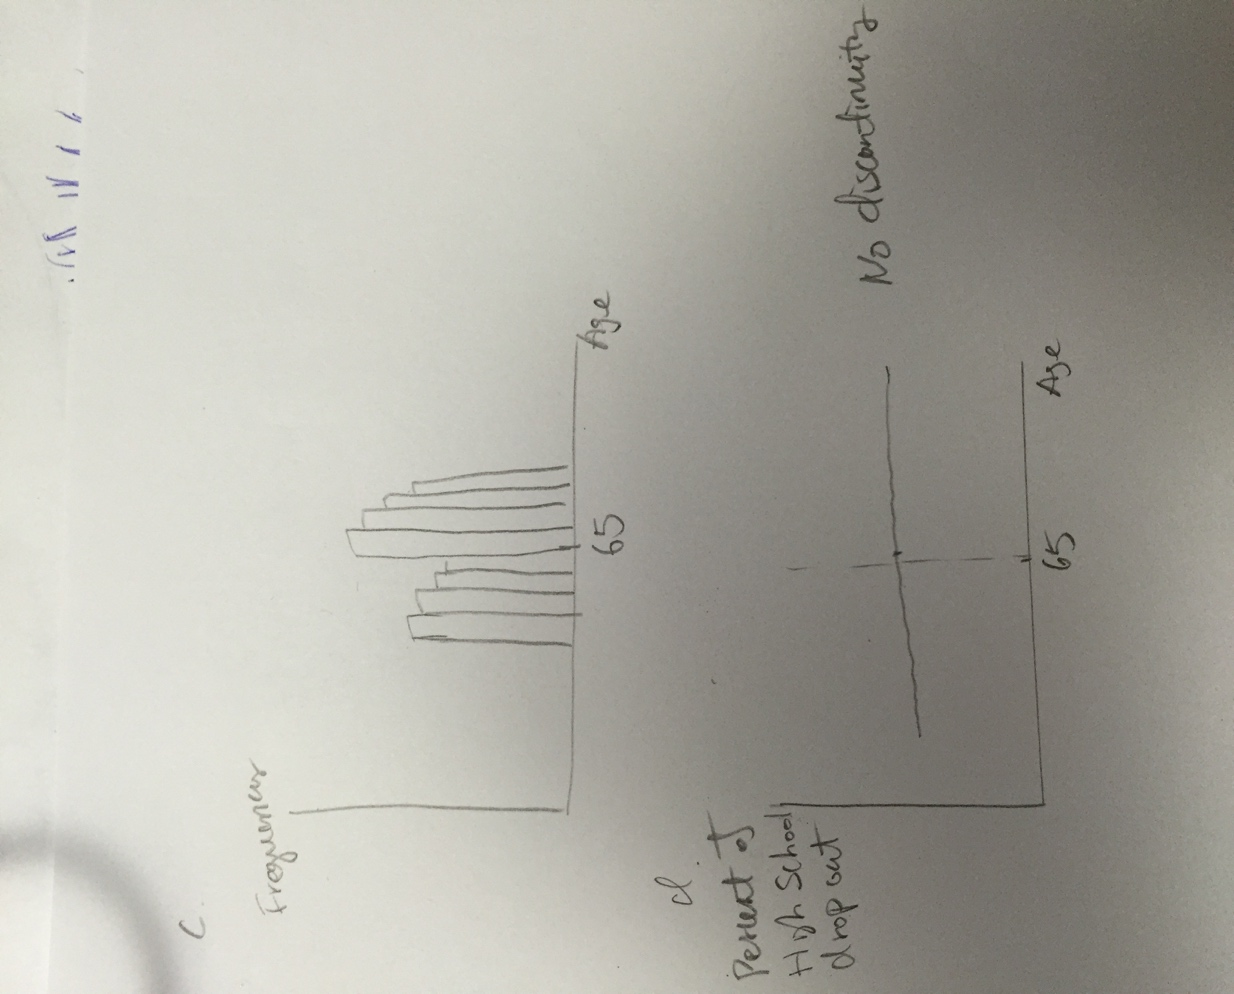 C.
Frequency
65
Age
d.
Percent of
High School
drop out
65
Age
No discontinuity